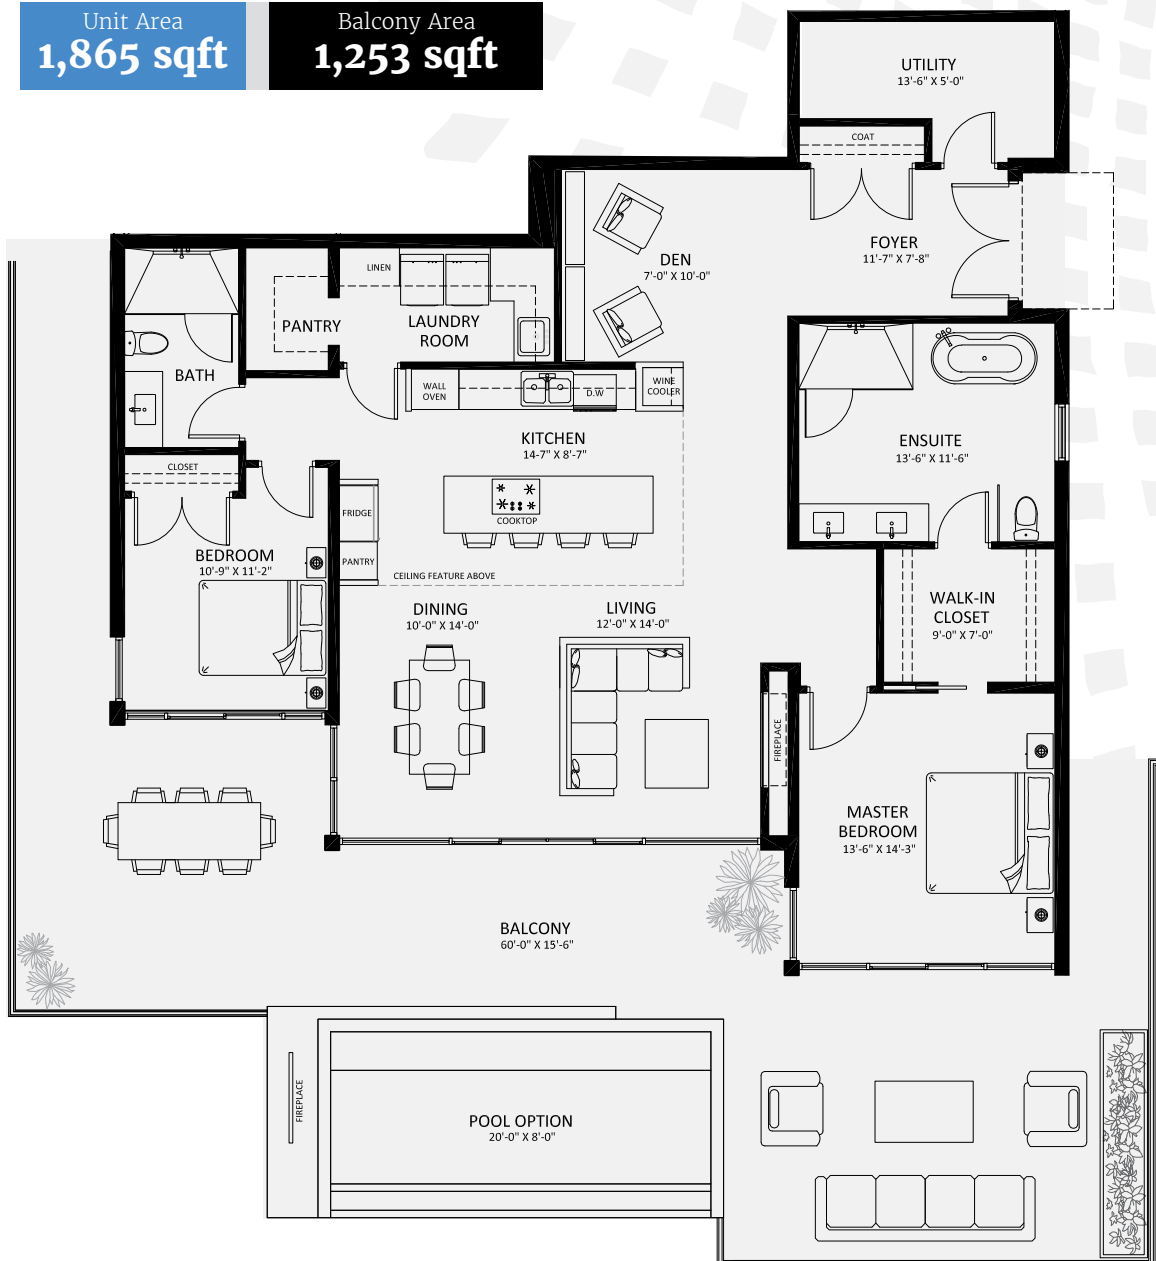 Unit Area
1,865 sqft
Balcony Area
1,253 sqft
UTILITY
13'-6" X 5'-0"
COAT
FOYER
11'-7" X 7'-8"
DEN
7'-0" X 10'-0"
LINEN
PANTRY
LAUNDRY
ROOM
BATH
WALL
OVEN
D.W
WINE
COOLER
KITCHEN
14-7" X 8'-7"
ENSUITE
13'-6" X 11'-6"
CLOSET
FRIDGE
COOKTOP
BEDROOM
10'-9" X 11'-2"
PANTRY
CEILING FEATURE ABOVE
DINING
10'-0" X 14'-0"
LIVING
12'-0" X 14'-0"
WALK-IN
CLOSET
9'-0" X 7'-0"
FIREPLACE
MASTER
BEDROOM
13'-6" X 14'-3"
BALCONY
60'-0" X 15'-6"
FIREPLACE
POOL OPTION
20'-0" X 8'-0"